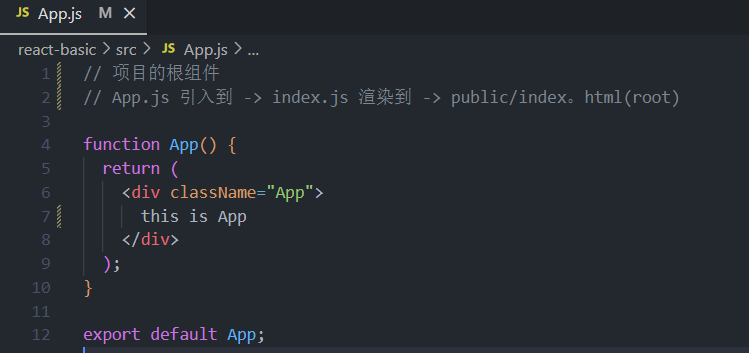 JS App.js M ×
react-basic > src > JS App.js > ...
1 // 项目的根组件
2 // App.js 引入到 -> index.js 渲染到 -> public/index。html(root)
3
4 function App() {
5 return (
6 <div className="App">
7 this is App
8 </div>
9 );
10 }
11
12 export default App;